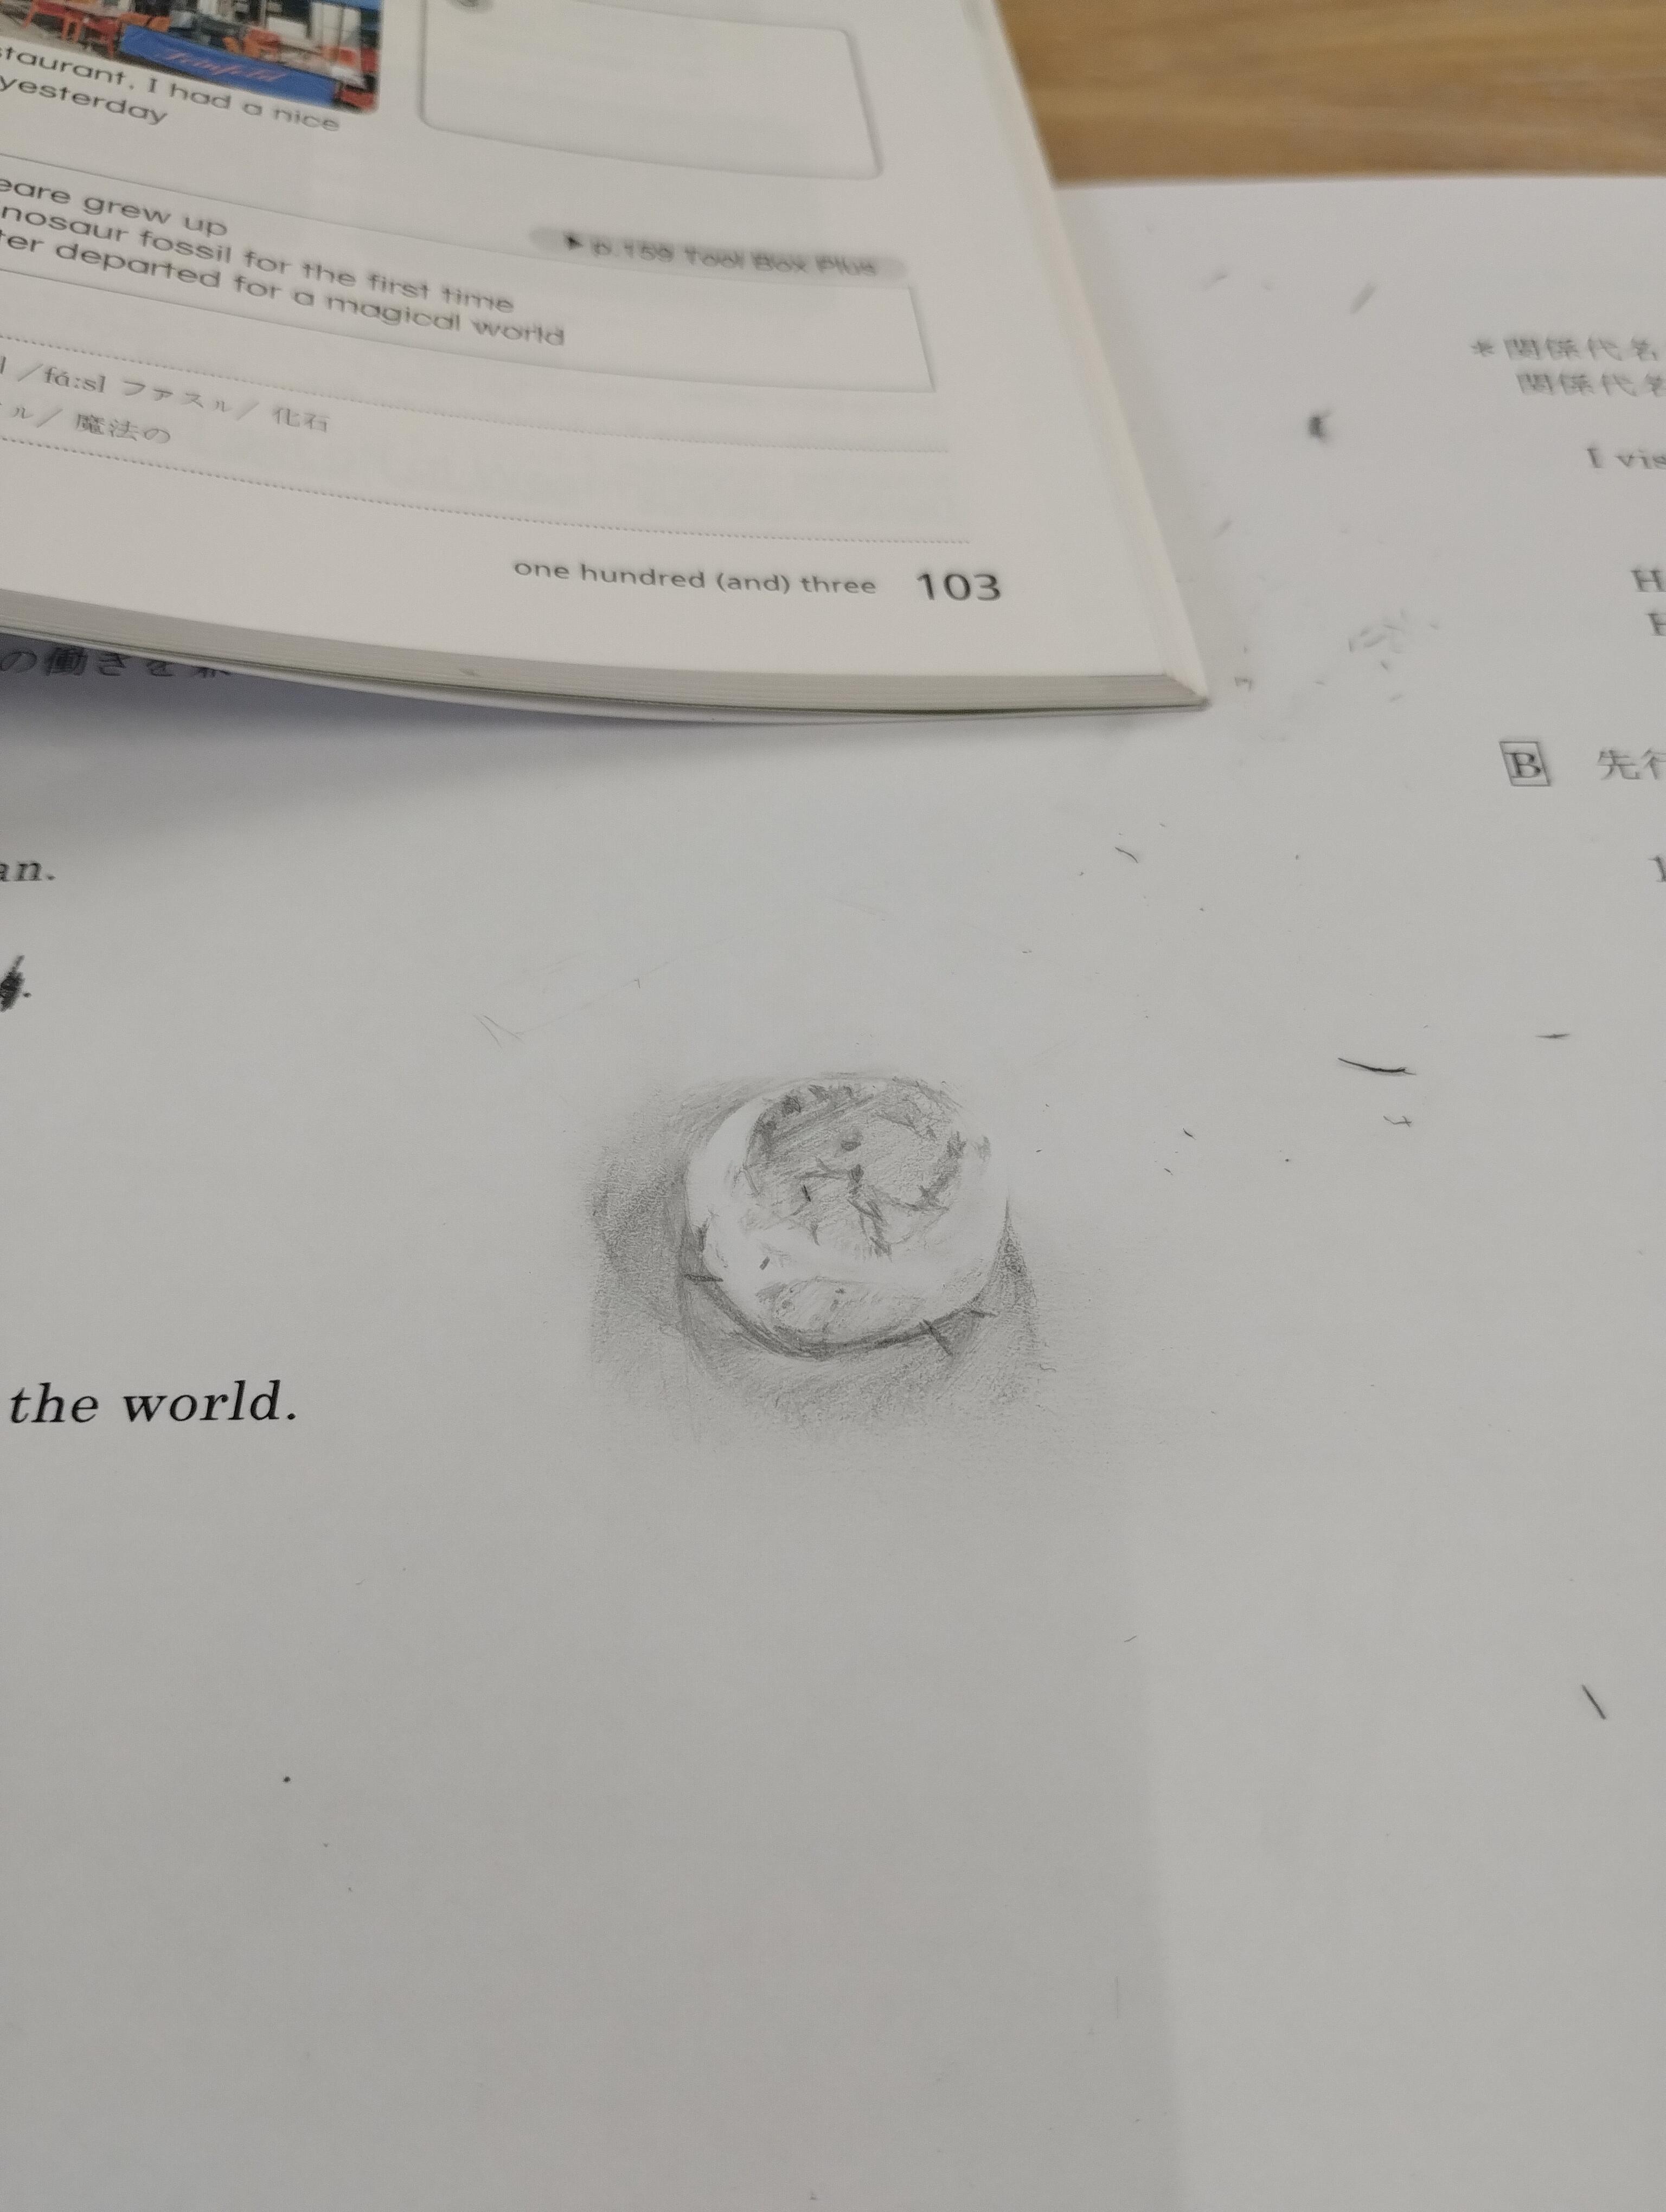 staurant, I had a nice
yesterday
eare grew up
nosaur fossil for the first time
ter departed for a magical world
▶ p.159 Tool Box Plus
/fá:sl ファスル/ 化石
ル/ 魔法の
one hundred (and) three 103
の働きを
*関係代名
関係代名
I vis
H
B 先行
1
an.
the world.